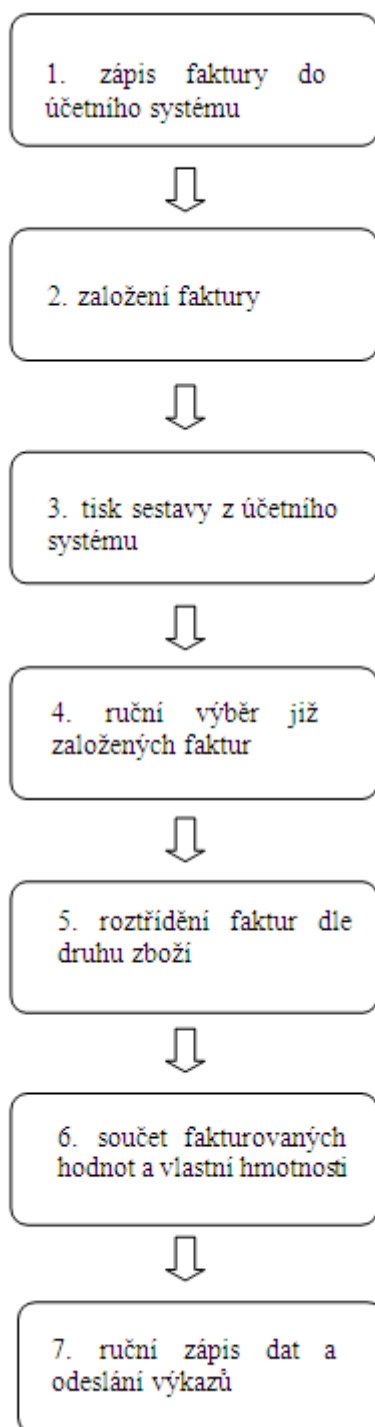 1. zápis faktury do
účetního systému
2. založení faktury
3. tisk sestavy z účetního
systému
4. ruční výběr již
založených faktur
5. roztřídění faktur dle
druhu zboží
6. součet fakturovaných
hodnot a vlastní hmotnosti
7. ruční zápis dat a
odeslání výkazů